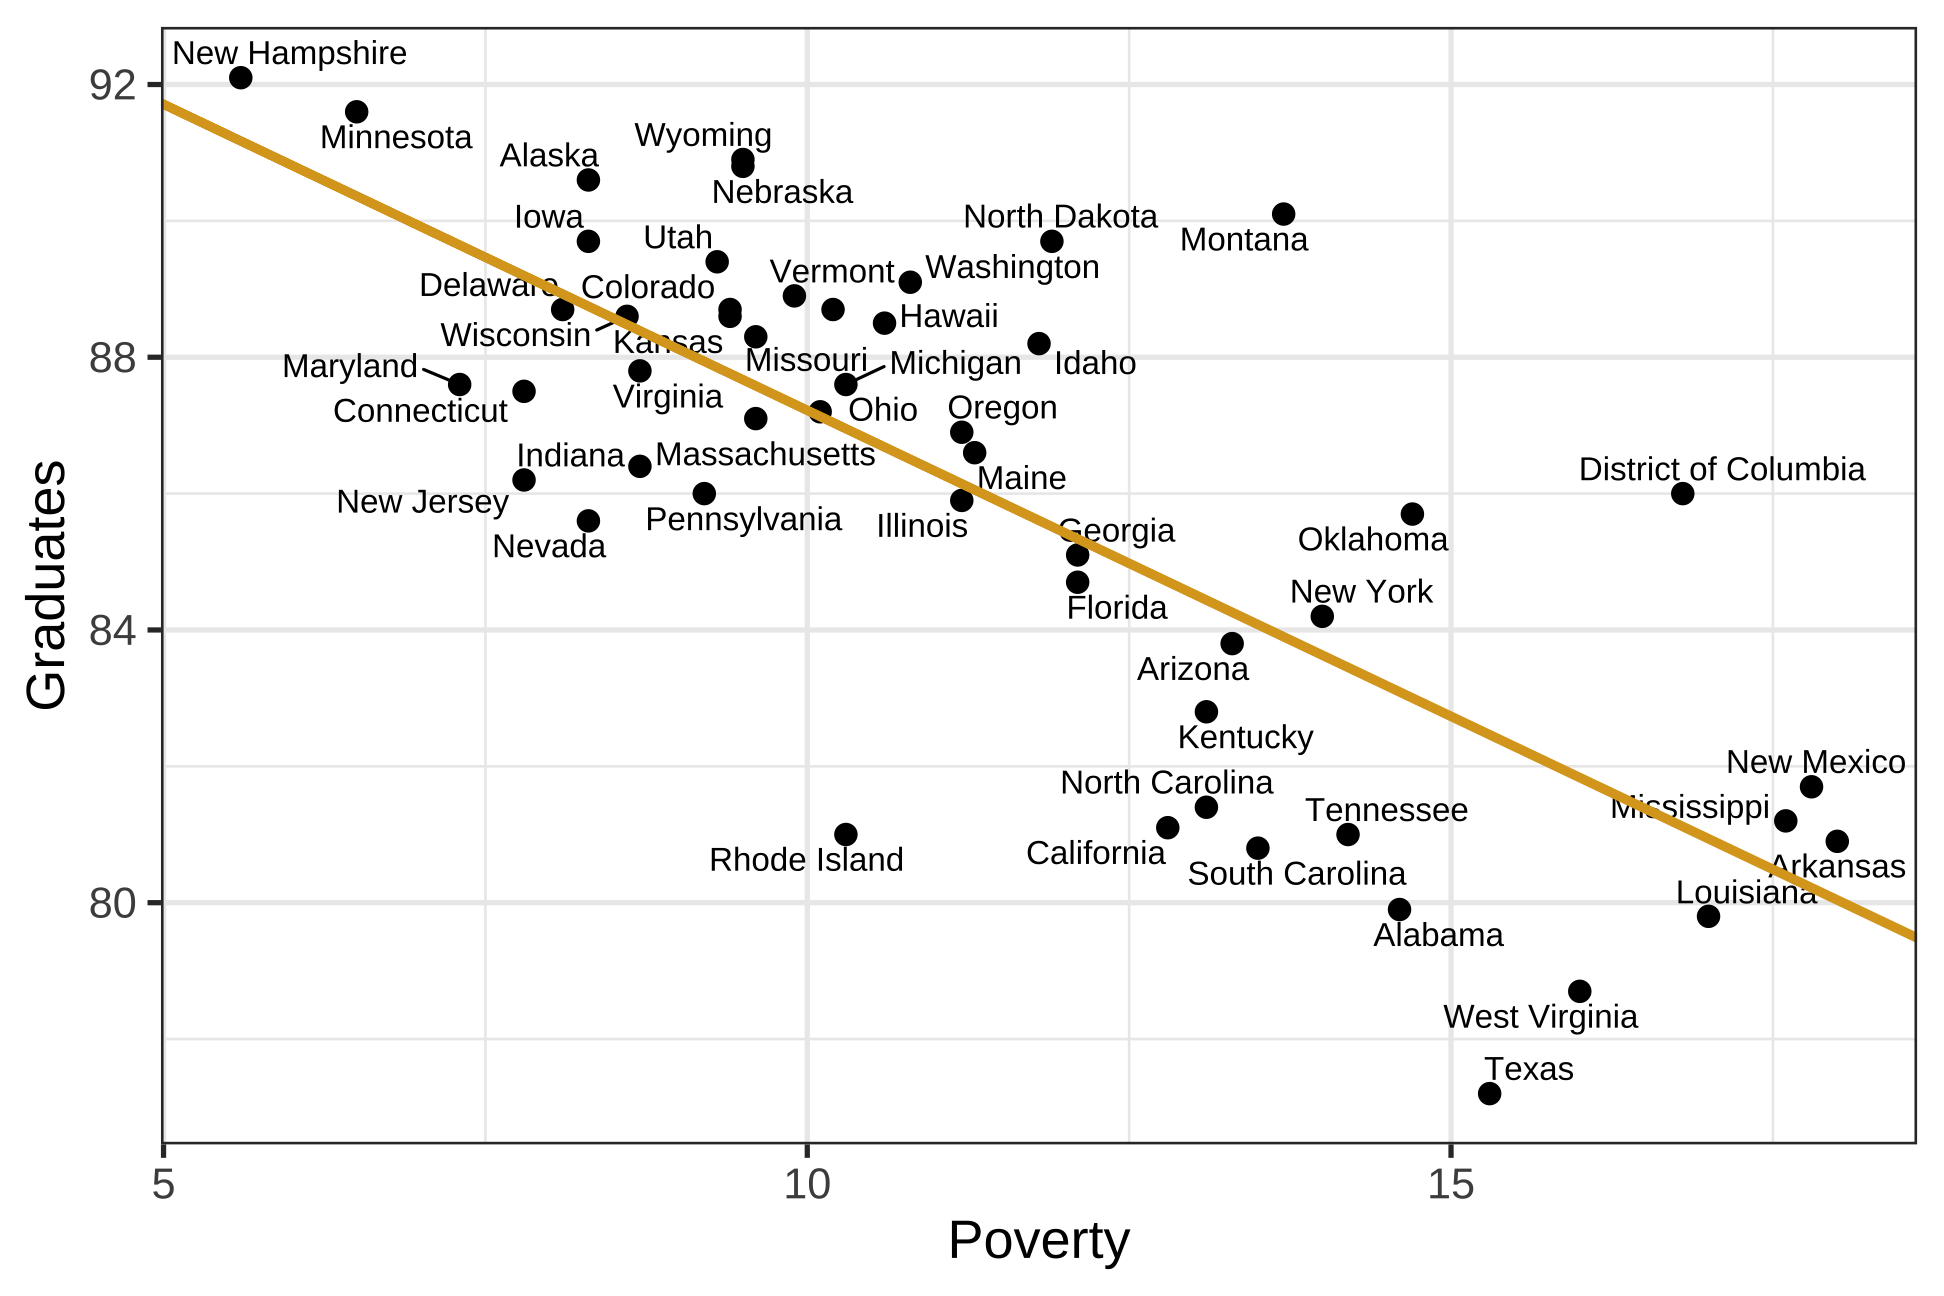 New Hampshire
92
Minnesota
Wyoming
Alaska
Nebraska
Iowa
North Dakota
Utah
Montana
Vermont
Washington
Delaware
Colorado
Hawaii
Wisconsin
Kansas
88
Missouri
Michigan
Idaho
Maryland
Virginia
Connecticut
Ohio
Oregon
Indiana
Massachusetts
Maine
District of Columbia
New Jersey
Pennsylvania
Illinois
Georgia
Oklahoma
Nevada
New York
Florida
84
Graduates
Arizona
Kentucky
New Mexico
North Carolina
Tennessee
Mississippi
Rhode Island
California
South Carolina
Arkansas
Louisiana
80
Alabama
West Virginia
Texas
5
10
15
Poverty